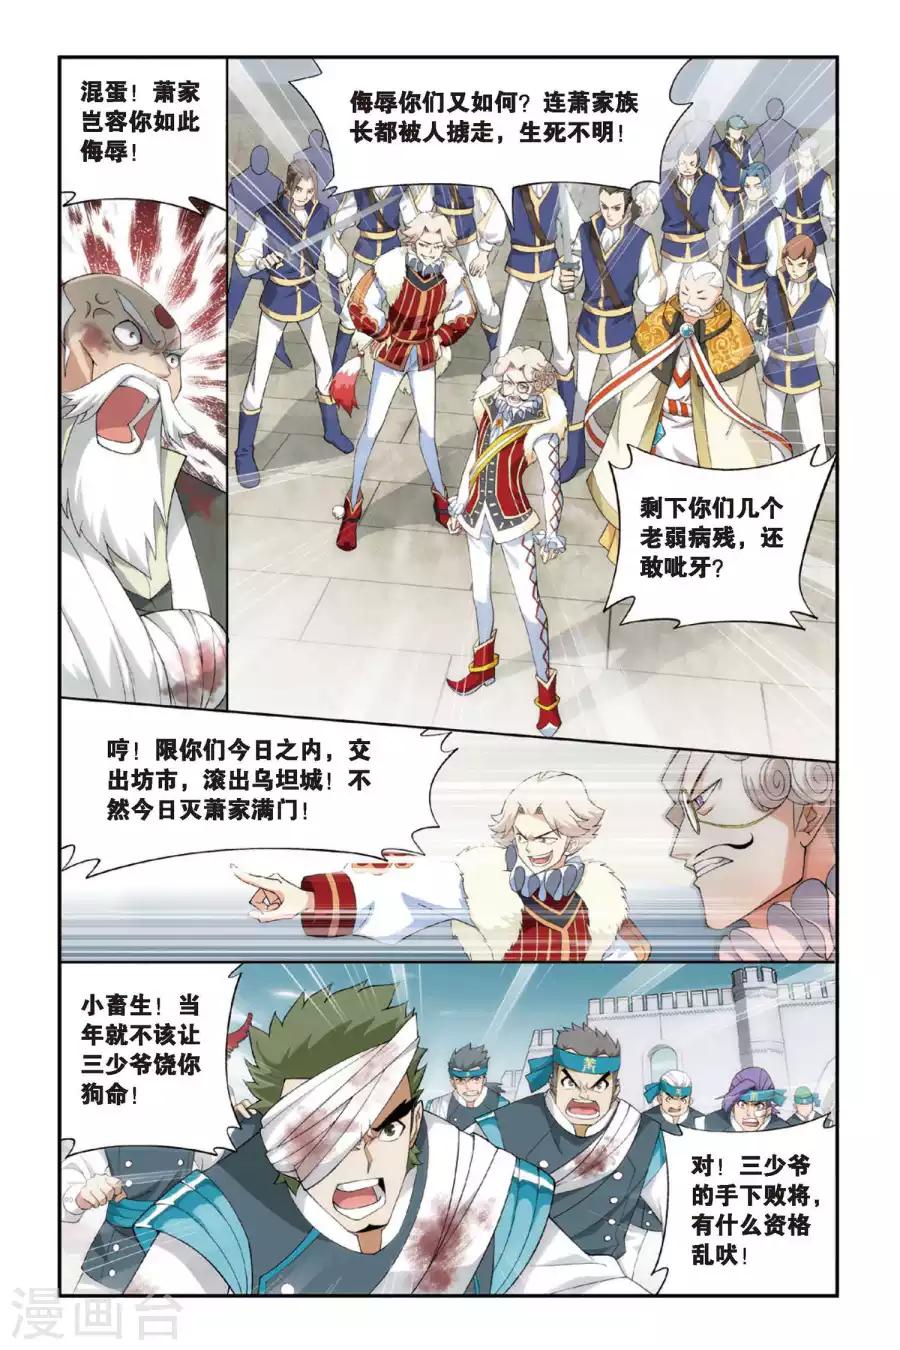 混蛋！萧家
岂容你如此
侮辱！
侮辱你们又如何？连萧家族
长都被人掳走，生死不明！
剩下你们几个
老弱病残，还
敢呲牙？
哼！限你们今日之内，交
出坊市，滚出乌坦城！不
然今日灭萧家满门！
小畜生！当
年就不该让
三少爷饶你
狗命！
对！三少爷
的手下败将，
有什么资格
乱吠！
漫画台